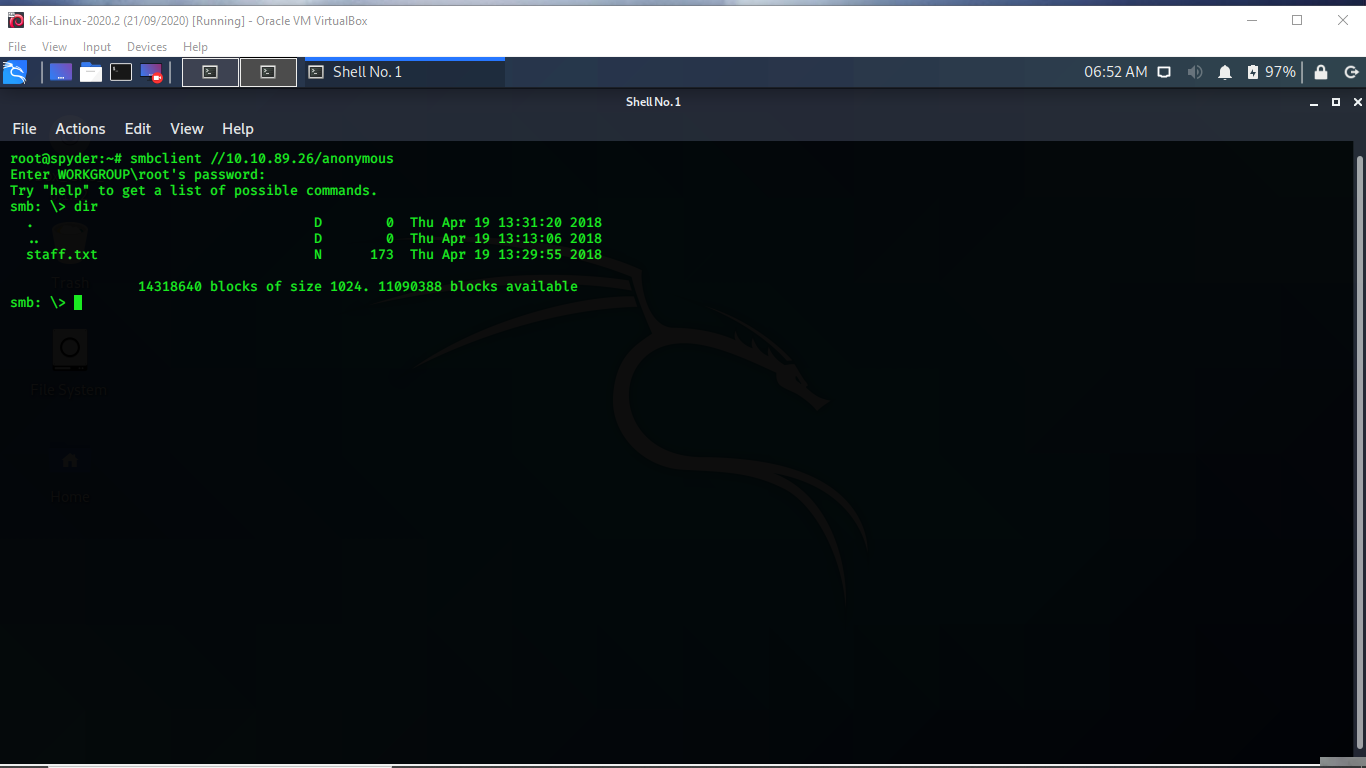 Kali-Linux-2020.2 (21/09/2020) [Running] - Oracle VM VirtualBox
File View Input Devices Help
Shell No. 1 06:52 AM 97%
Shell No. 1
File Actions Edit View Help
root@spyder:~# smbclient //10.10.89.26/anonymous
Enter WORKGROUP\root's password:
Try "help" to get a list of possible commands.
smb: \> dir
. D 0 Thu Apr 19 13:31:20 2018
.. D 0 Thu Apr 19 13:13:06 2018
staff.txt N 173 Thu Apr 19 13:29:55 2018
Trash
14318640 blocks of size 1024. 11090388 blocks available
smb: \>
File System
Home